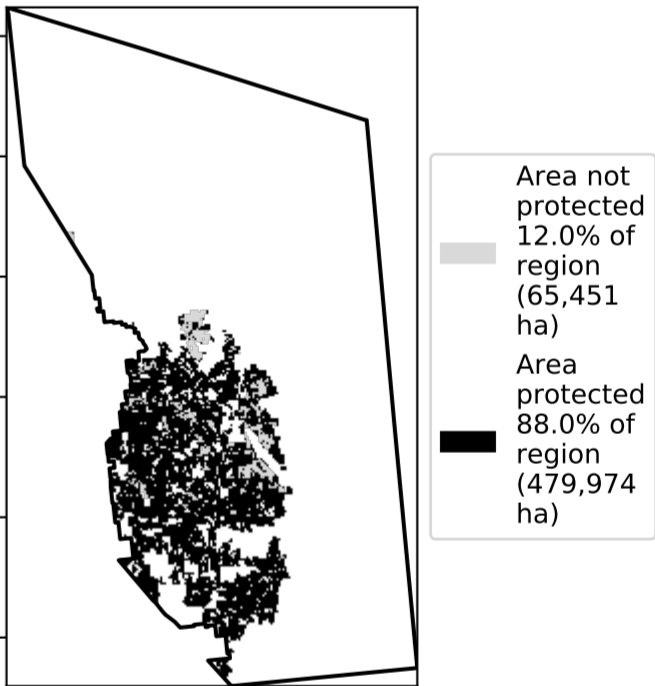 Area not
protected
12.0% of
region
(65,451
ha)
Area
protected
88.0% of
region
(479,974
ha)